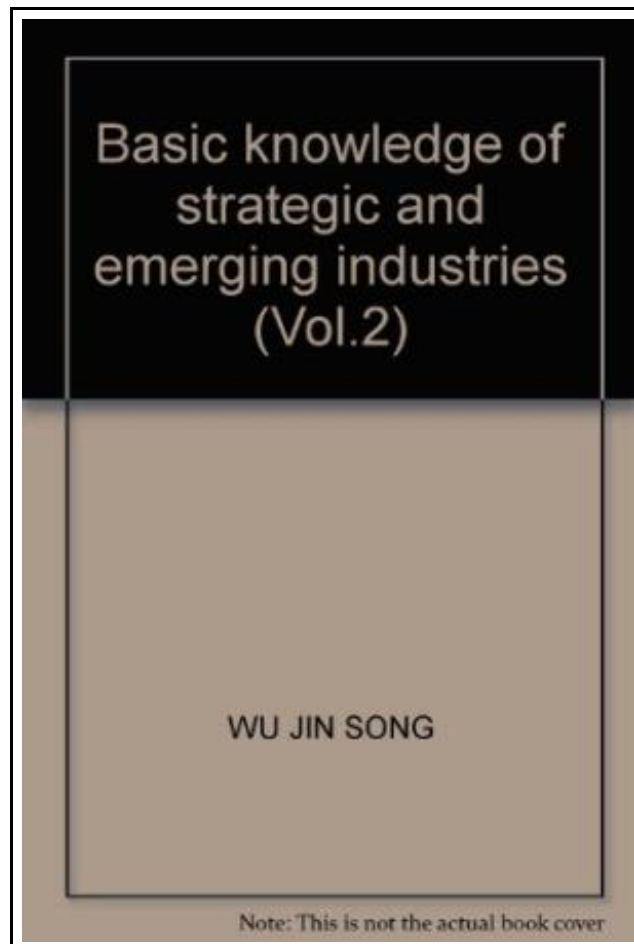 Basic knowledge of
strategic and
emerging industries
(Vol.2)
WU JIN SONG
Note: This is not the actual book cover